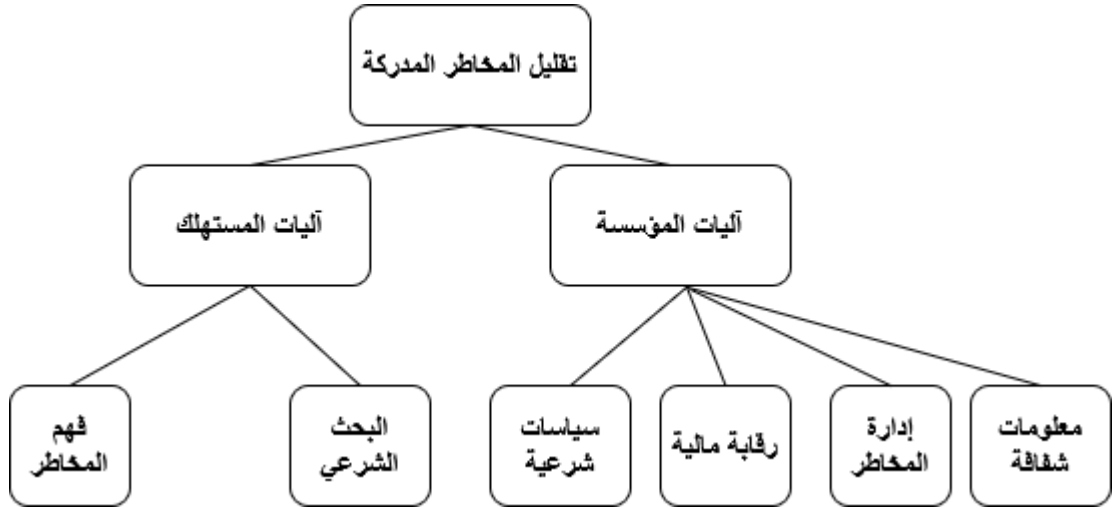 تقليل المخاطر المدركة
آليات المؤسسة
آليات المستهلك
معلومات
شفافة
إدارة
المخاطر
رقابة مالية
سياسات
شرعية
البحث
الشرعي
فهم
المخاطر